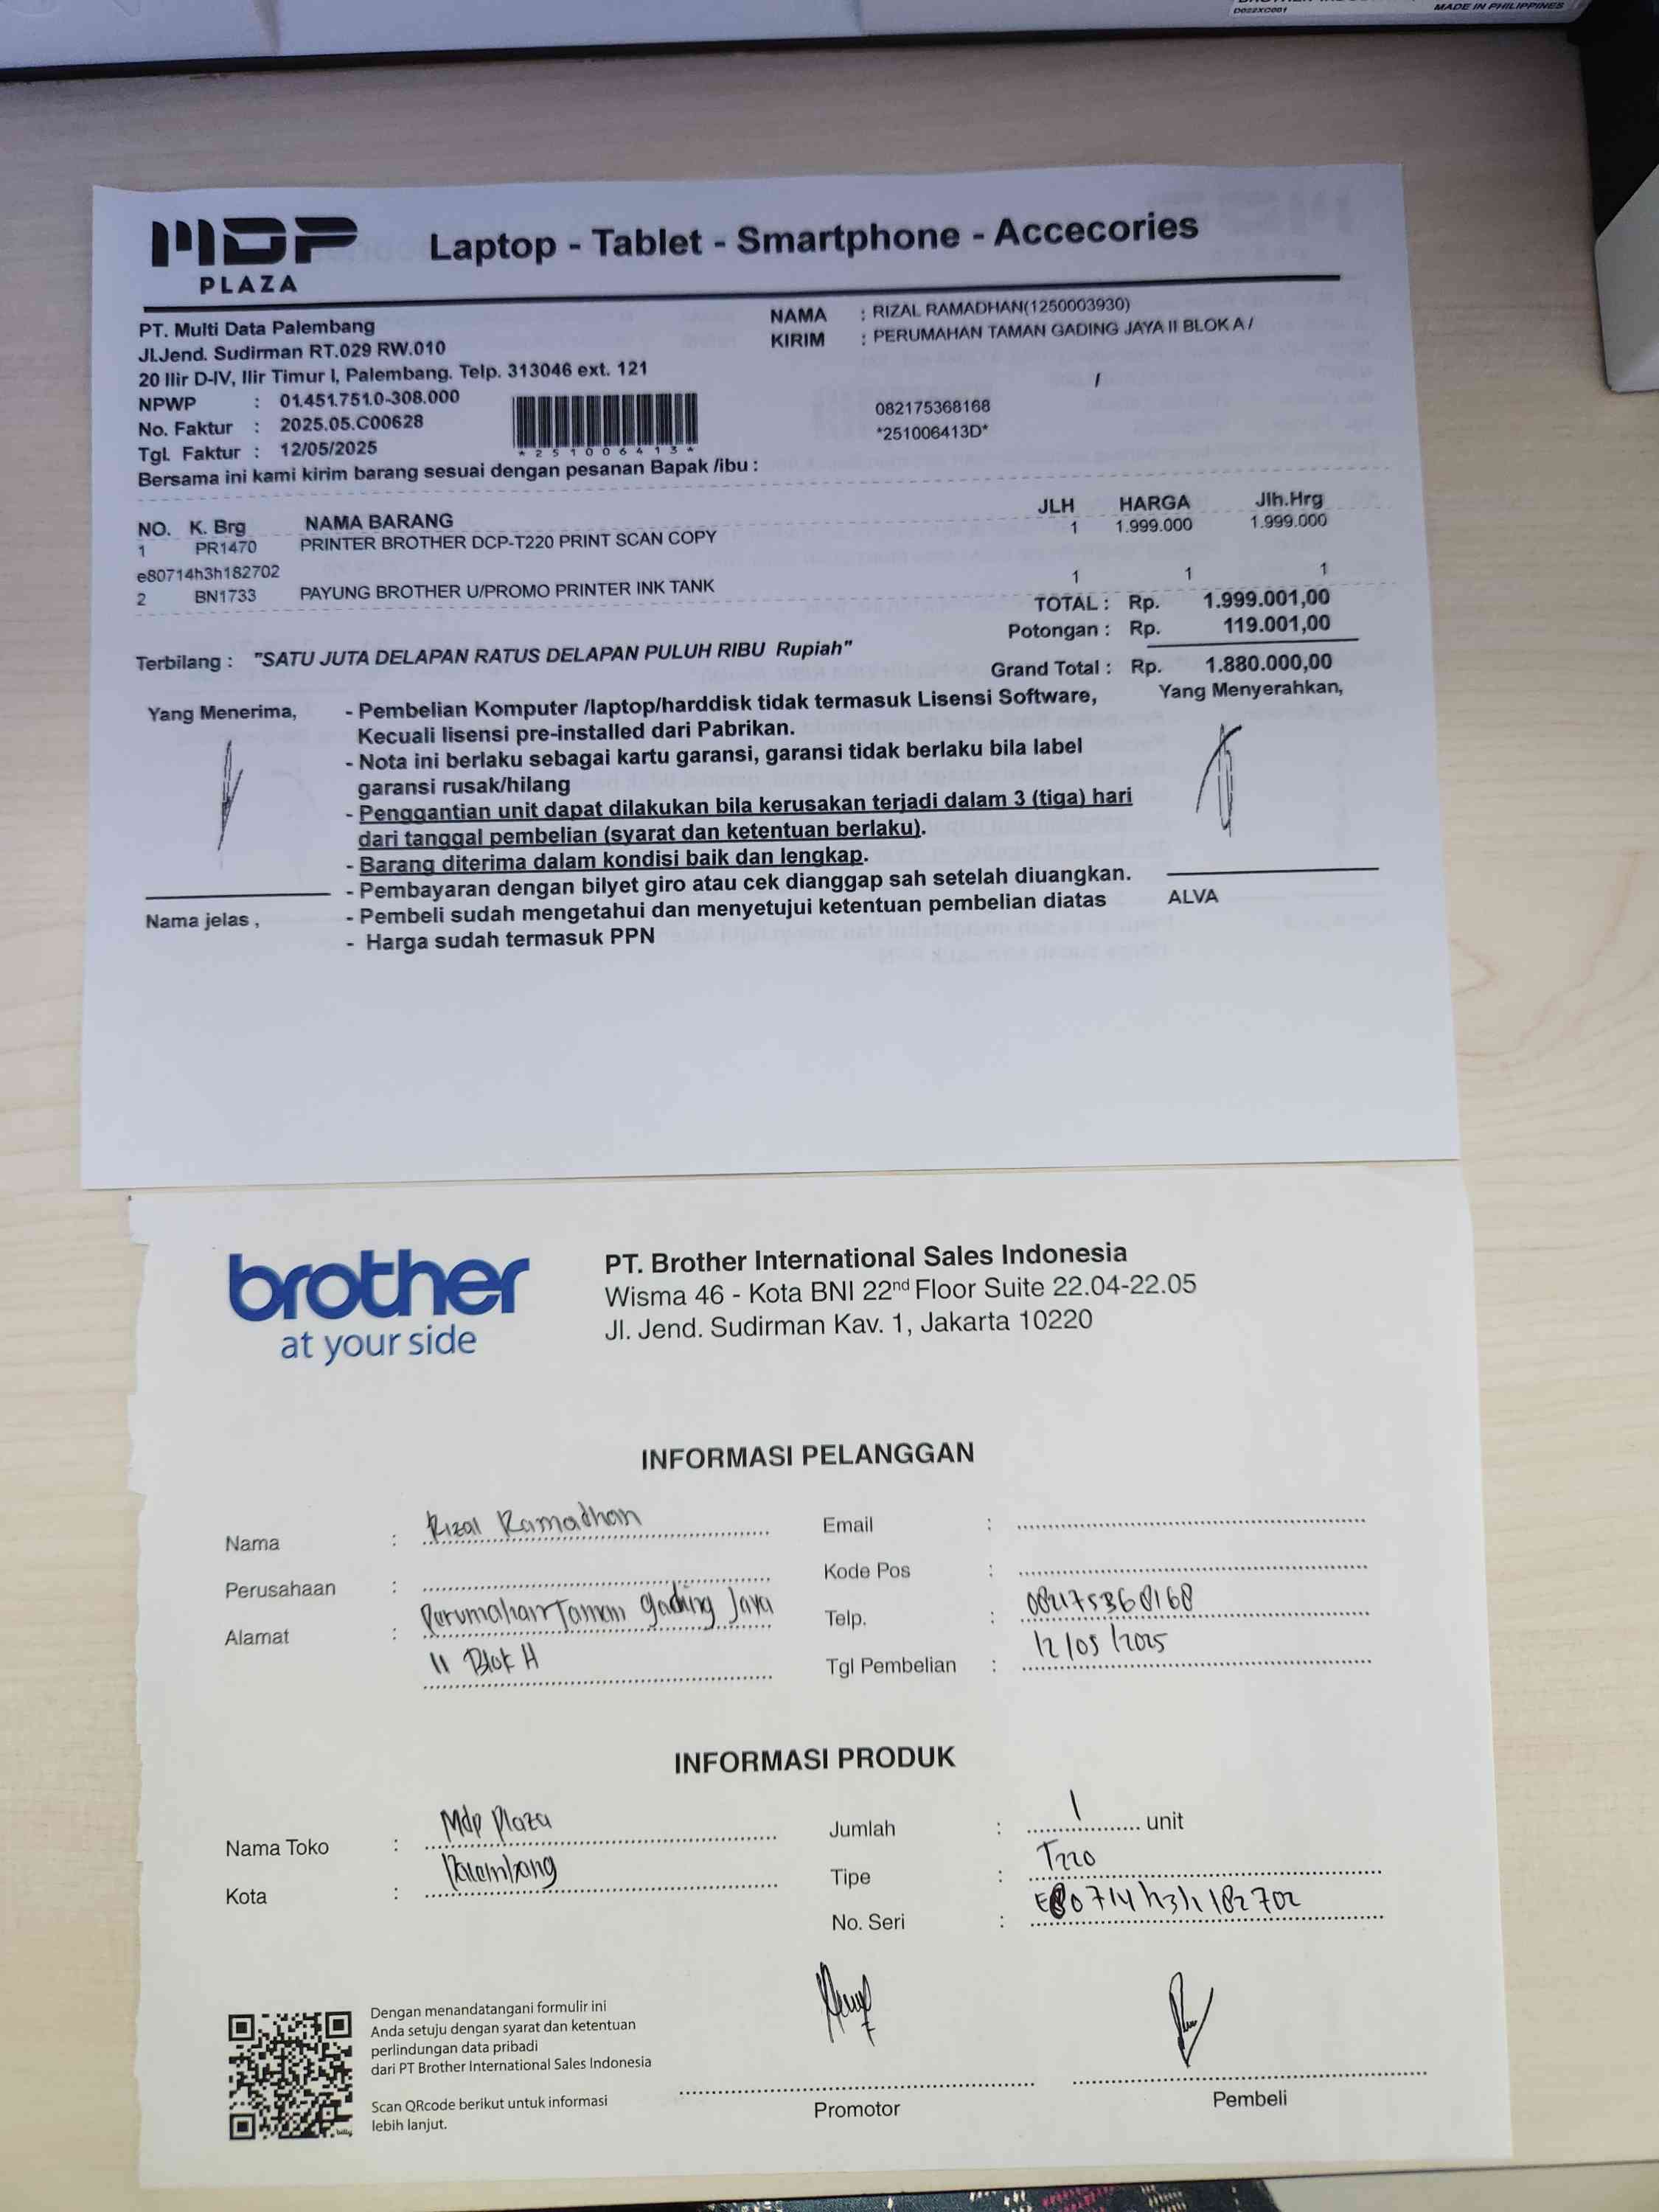 D022XC001
MADE IN PHILIPPINES
MDP
PLAZA
Laptop - Tablet - Smartphone - Accecories
PT. Multi Data Palembang
Jl.Jend. Sudirman RT.029 RW.010
20 Ilir D-IV, Ilir Timur I, Palembang. Telp. 313046 ext. 121
NPWP : 01.451.751.0-308.000
No. Faktur : 2025.05.C00628
Tgl. Faktur : 12/05/2025
*251006413*
NAMA : RIZAL RAMADHAN(1250003930)
KIRIM : PERUMAHAN TAMAN GADING JAYA II BLOK A /
/
082175368168
*251006413D*
Bersama ini kami kirim barang sesuai dengan pesanan Bapak /ibu :
NO. K. Brg NAMA BARANG JLH HARGA Jlh.Hrg
1 PR1470 PRINTER BROTHER DCP-T220 PRINT SCAN COPY 1 1.999.000 1.999.000
e80714h3h182702
2 BN1733 PAYUNG BROTHER U/PROMO PRINTER INK TANK 1 1 1
TOTAL : Rp. 1.999.001,00
Potongan : Rp. 119.001,00
Terbilang : "SATU JUTA DELAPAN RATUS DELAPAN PULUH RIBU Rupiah"
Grand Total : Rp. 1.880.000,00
Yang Menerima,
- Pembelian Komputer /laptop/harddisk tidak termasuk Lisensi Software,
Kecuali lisensi pre-installed dari Pabrikan.
- Nota ini berlaku sebagai kartu garansi, garansi tidak berlaku bila label
garansi rusak/hilang
- Penggantian unit dapat dilakukan bila kerusakan terjadi dalam 3 (tiga) hari
dari tanggal pembelian (syarat dan ketentuan berlaku).
- Barang diterima dalam kondisi baik dan lengkap.
- Pembayaran dengan bilyet giro atau cek dianggap sah setelah diuangkan.
- Pembeli sudah mengetahui dan menyetujui ketentuan pembelian diatas
- Harga sudah termasuk PPN
Yang Menyerahkan,
Nama jelas ,
ALVA
brother
at your side
PT. Brother International Sales Indonesia
Wisma 46 - Kota BNI 22nd Floor Suite 22.04-22.05
Jl. Jend. Sudirman Kav. 1, Jakarta 10220
INFORMASI PELANGGAN
Nama : Rizal Ramadhan
Perusahaan :
Alamat : Perumahan Taman Gading Jaya
II Blok A
Email :
Kode Pos :
Telp. : 082175368168
Tgl Pembelian : 12/05/2025
INFORMASI PRODUK
Nama Toko : Mdp Plaza
Kota : Palembang
Jumlah : 1 unit
Tipe : T220
No. Seri : E80714h3h182702
Dengan menandatangani formulir ini
Anda setuju dengan syarat dan ketentuan
perlindungan data pribadi
dari PT Brother International Sales Indonesia
Scan QRcode berikut untuk informasi
lebih lanjut.
Promotor
Pembeli